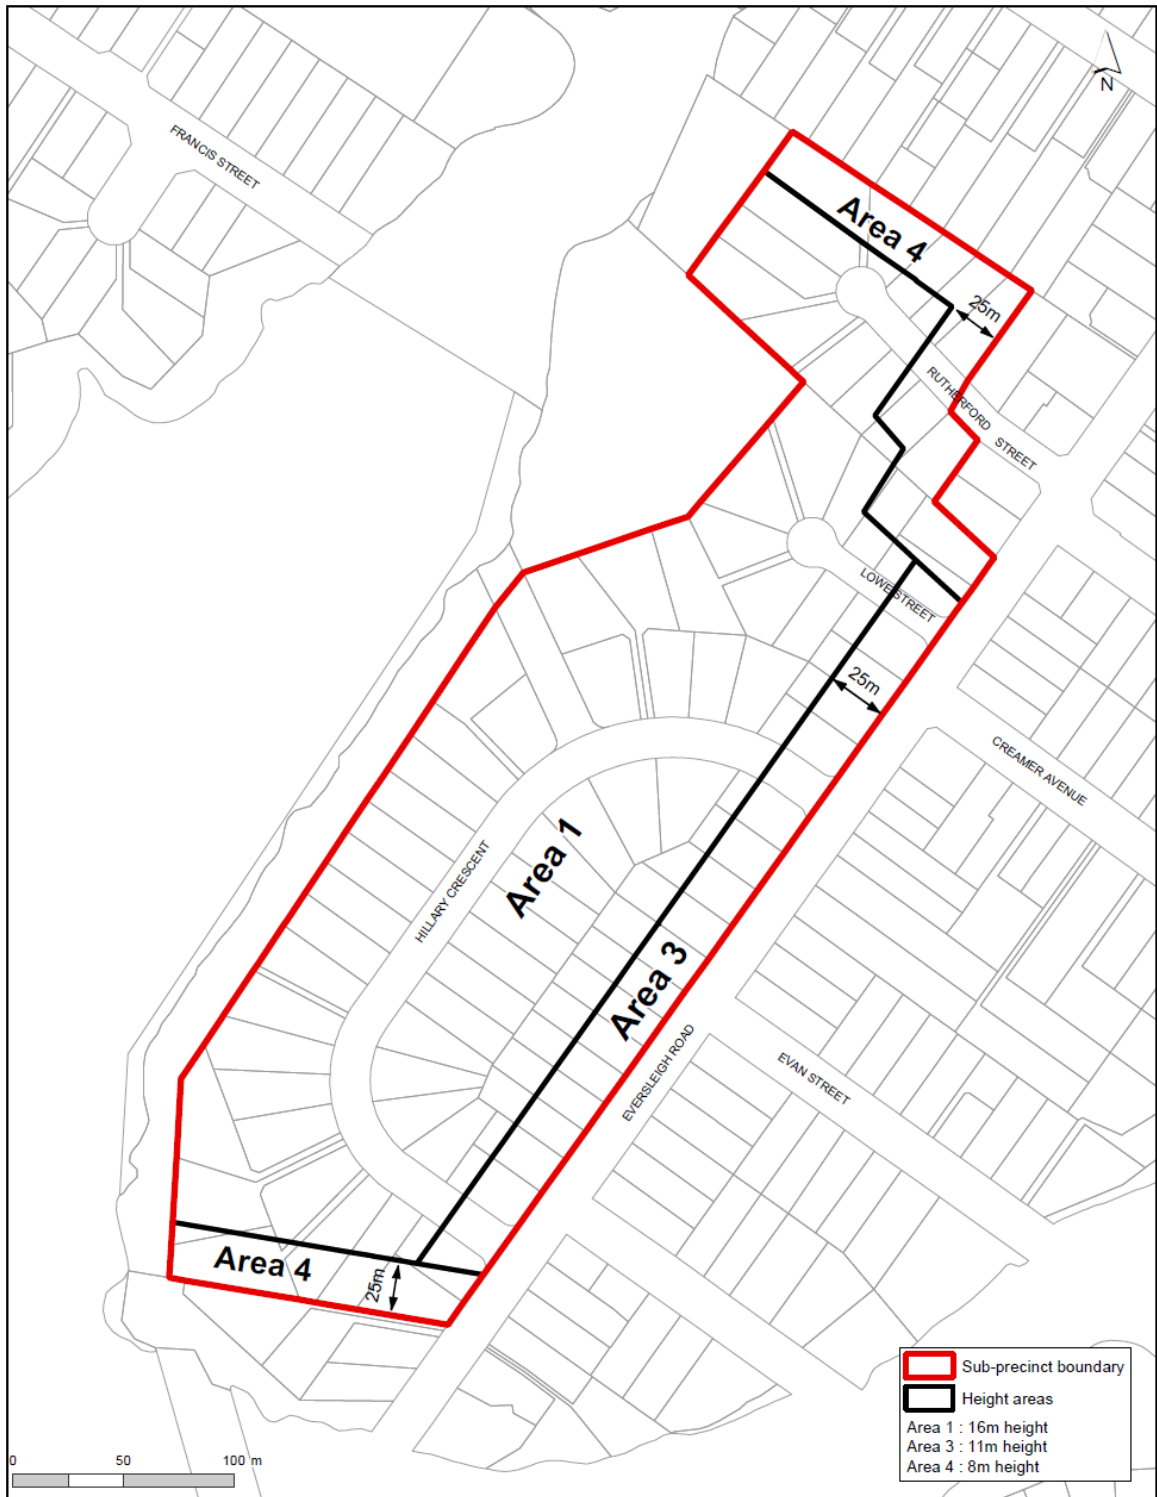 N
FRANCIS STREET
Area 4
25m
RUTHERFORD STREET
LOWE STREET
25m
CREAMER AVENUE
HILLARY CRESCENT
Area 1
Area 3
EVERSLEIGH ROAD
EVAN STREET
Area 4
25m
Sub-precinct boundary
Height areas
Area 1 : 16m height
Area 3 : 11m height
Area 4 : 8m height
0 50 100 m